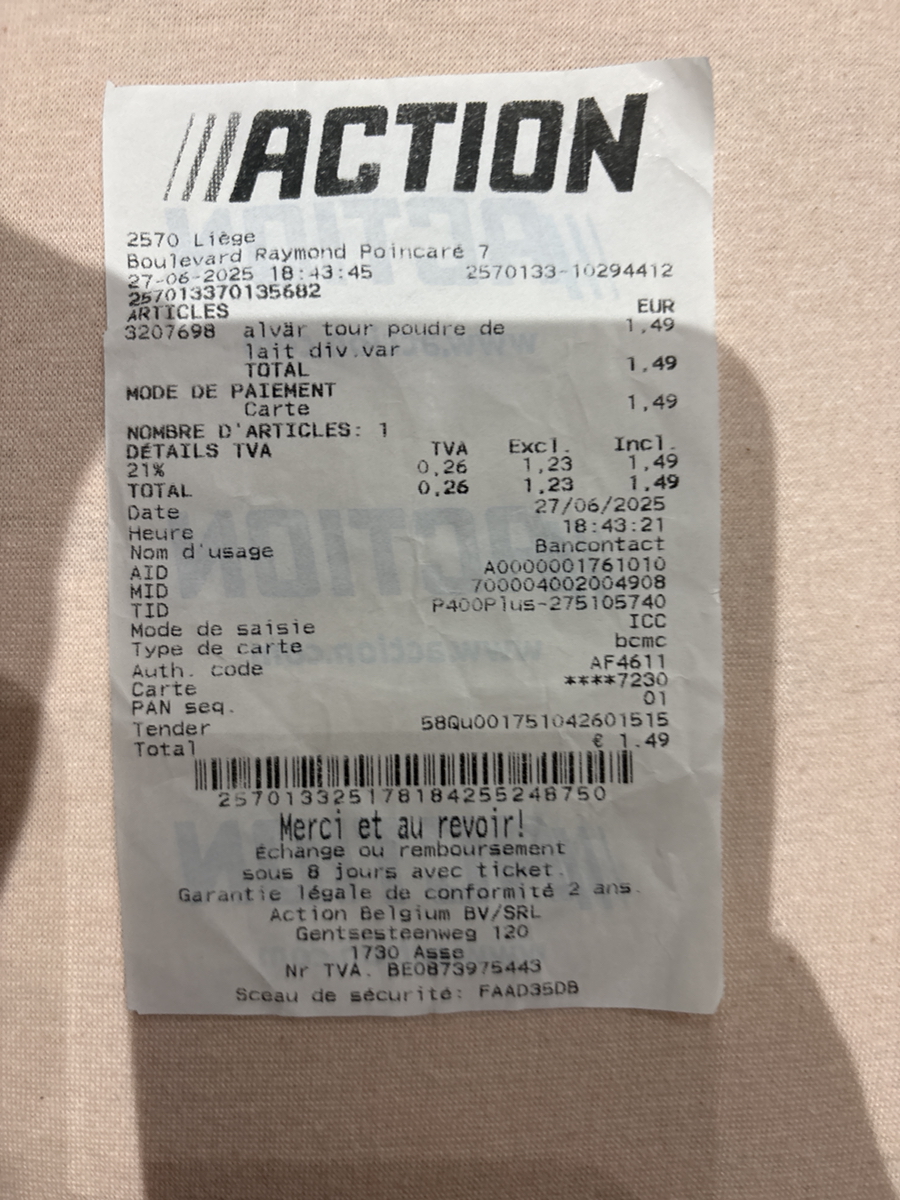 ACTION
2570 Liège
Boulevard Raymond Poincaré 7
27-06-2025 18:43:45 2570133-10294412
257013370135682
ARTICLES EUR
3207698 alvär tour poudre de 1,49
lait div.var
TOTAL 1,49
MODE DE PAIEMENT
Carte 1,49
NOMBRE D'ARTICLES: 1
DÉTAILS TVA TVA Excl. Incl.
21% 0,26 1,23 1,49
TOTAL 0,26 1,23 1,49
Date 27/06/2025
Heure 18:43:21
Nom d'usage Bancontact
AID A0000001761010
MID 700004002004908
TID P400Plus-275105740
Mode de saisie ICC
Type de carte bcmc
Auth. code AF4611
Carte ****7230
PAN seq. 01
Tender 58Qu001751042601515
Total € 1.49
257013325178184255248750
Merci et au revoir!
Échange ou remboursement
sous 8 jours avec ticket.
Garantie légale de conformité 2 ans.
Action Belgium BV/SRL
Gentsesteenweg 120
1730 Asse
Nr TVA. BE0873975443
Sceau de sécurité: FAAD35DB